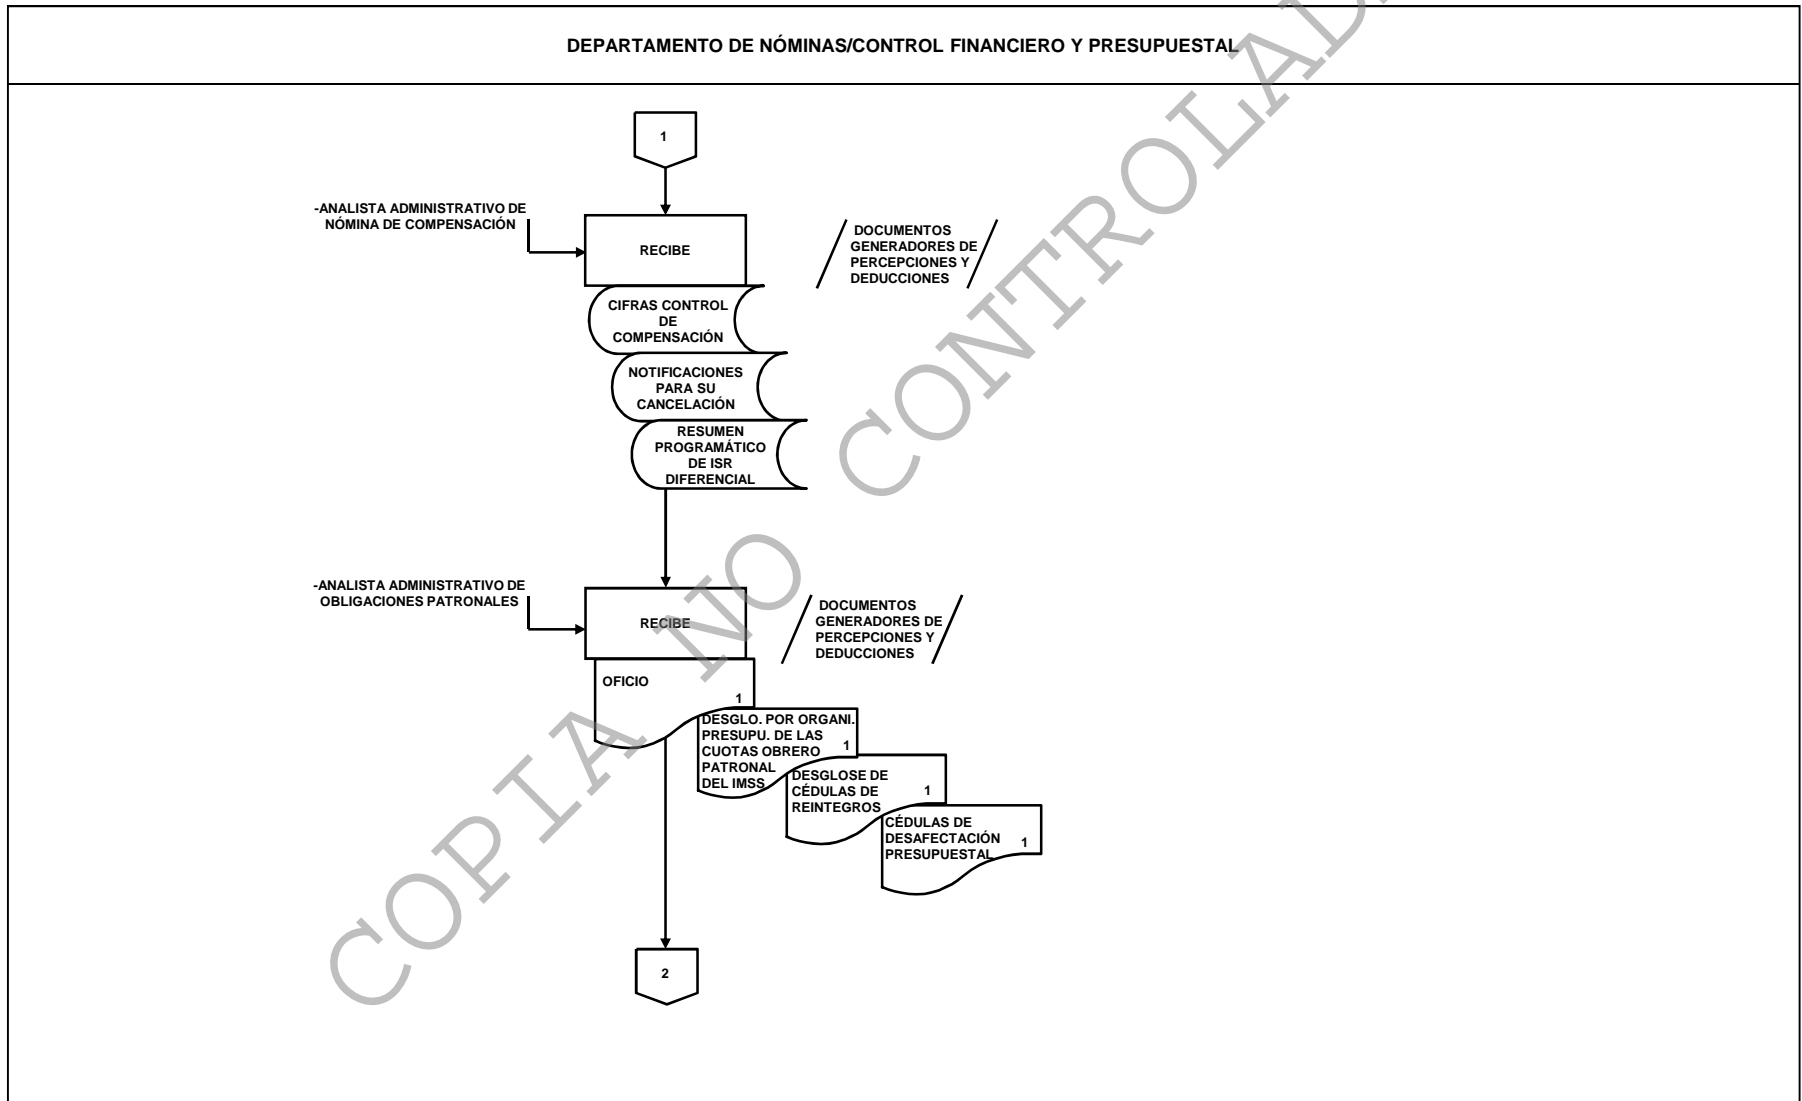 DEPARTAMENTO DE NÓMINAS/CONTROL FINANCIERO Y PRESUPUESTAL
1
-ANALISTA ADMINISTRATIVO DE
NÓMINA DE COMPENSACIÓN
RECIBE
DOCUMENTOS
GENERADORES DE
PERCEPCIONES Y
DEDUCCIONES
CIFRAS CONTROL
DE
COMPENSACIÓN
NOTIFICACIONES
PARA SU
CANCELACIÓN
RESUMEN
PROGRAMÁTICO
DE ISR
DIFERENCIAL
-ANALISTA ADMINISTRATIVO DE
OBLIGACIONES PATRONALES
RECIBE
DOCUMENTOS
GENERADORES DE
PERCEPCIONES Y
DEDUCCIONES
OFICIO
1
DESGLO. POR ORGANI.
PRESUPU. DE LAS
CUOTAS OBRERO
PATRONAL
DEL IMSS
1
DESGLOSE DE
CÉDULAS DE
REINTEGROS
1
CÉDULAS DE
DESAFECTACIÓN
PRESUPUESTAL
1
2
COPIA NO CONTROLAD